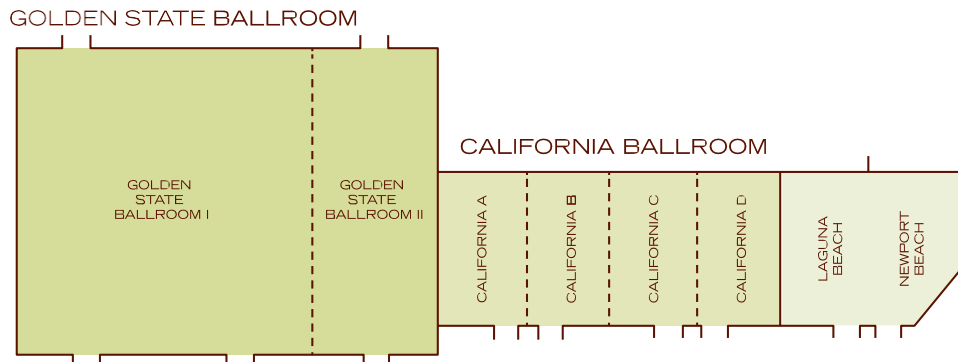 GOLDEN STATE BALLROOM
GOLDEN
STATE
BALLROOM I
GOLDEN
STATE
BALLROOM II
CALIFORNIA BALLROOM
CALIFORNIA A
CALIFORNIA B
CALIFORNIA C
CALIFORNIA D
LAGUNA
BEACH
NEWPORT
BEACH